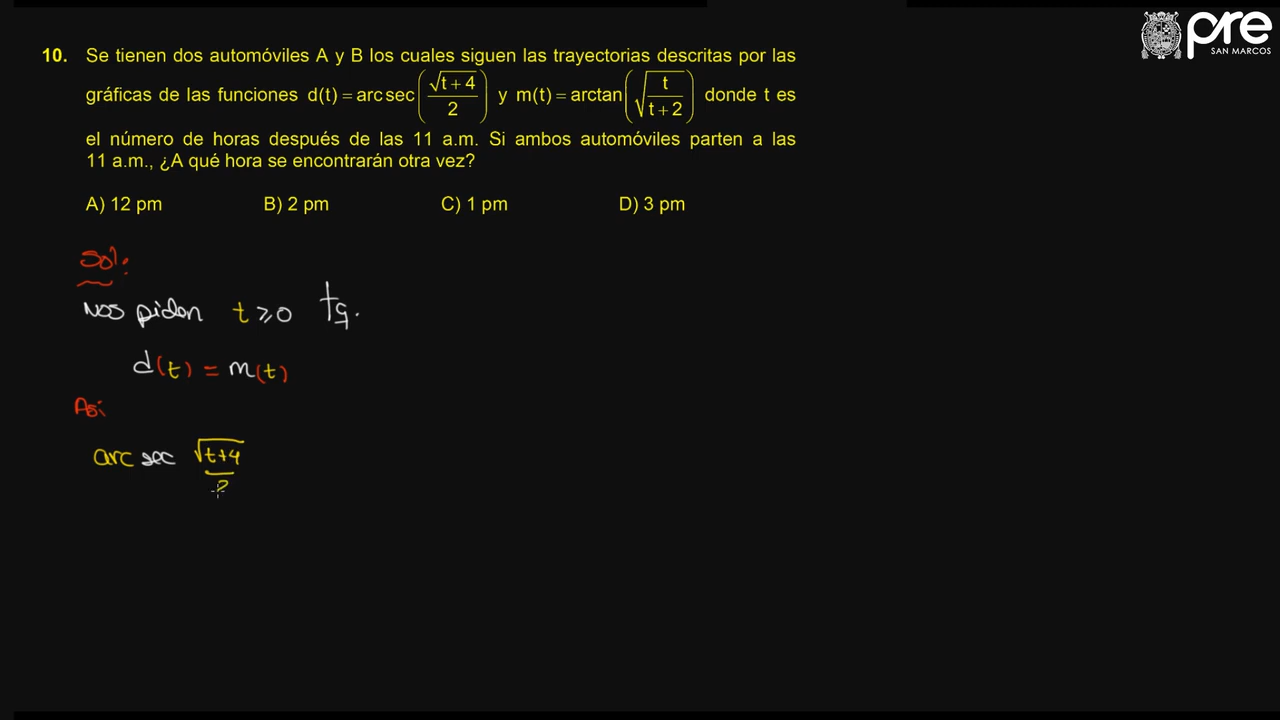 pre
SAN MARCOS
10. Se tienen dos automóviles A y B los cuales siguen las trayectorias descritas por las
gráficas de las funciones d(t) = arc sec(√(t + 4)/2) y m(t) = arctan(√(t/(t + 2))) donde t es
el número de horas después de las 11 a.m. Si ambos automóviles parten a las
11 a.m., ¿A qué hora se encontrarán otra vez?
A) 12 pm B) 2 pm C) 1 pm D) 3 pm
Sol:
Nos piden t ≥ 0 tq.
d(t) = m(t)
Asi
arc sec √(t+4)/2